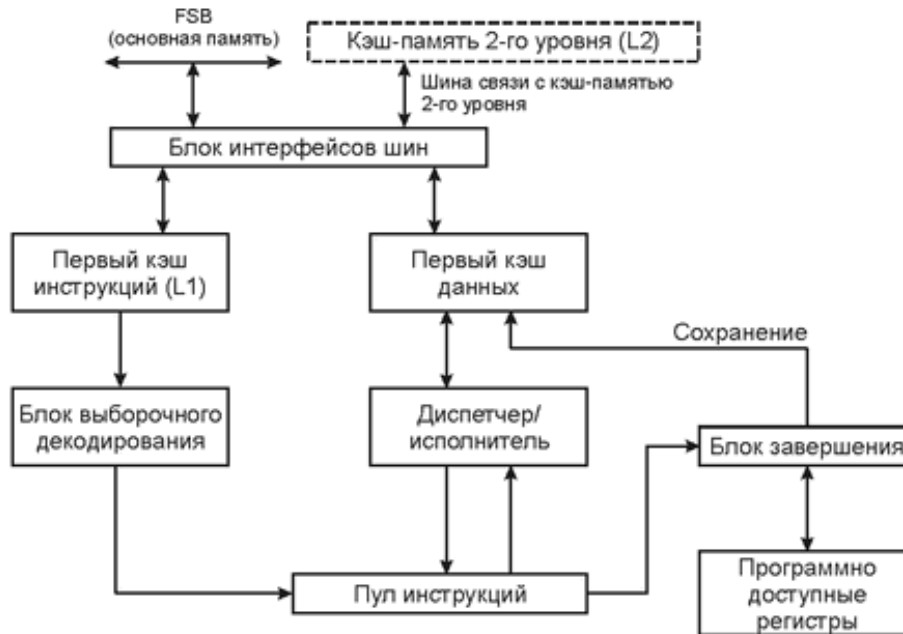 FSB
(основная память)
Кэш-память 2-го уровня (L2)
Шина связи с кэш-памятью
2-го уровня
Блок интерфейсов шин
Первый кэш
инструкций (L1)
Первый кэш
данных
Сохранение
Блок выборочного
декодирования
Диспетчер/
исполнитель
Блок завершения
Пул инструкций
Программно
доступные
регистры